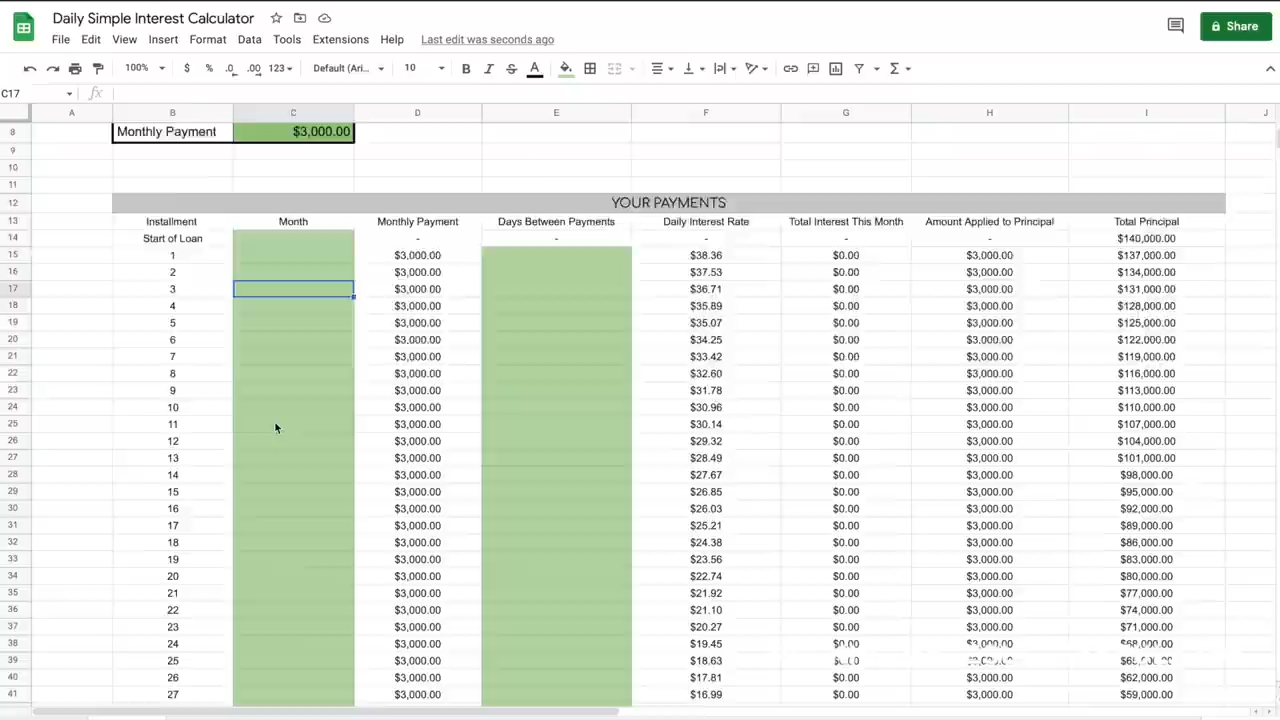 Daily Simple Interest Calculator
File Edit View Insert Format Data Tools Extensions Help Last edit was seconds ago
Share
100% $ % .0 .00 123 Default (Ari... 10 B I S A
C17 fx
A B C D E F G H I J
8 Monthly Payment $3,000.00
9
10
11
12 YOUR PAYMENTS
13 Installment Month Monthly Payment Days Between Payments Daily Interest Rate Total Interest This Month Amount Applied to Principal Total Principal
14 Start of Loan - - - - - $140,000.00
15 1 $3,000.00 $38.36 $0.00 $3,000.00 $137,000.00
16 2 $3,000.00 $37.53 $0.00 $3,000.00 $134,000.00
17 3 $3,000.00 $36.71 $0.00 $3,000.00 $131,000.00
18 4 $3,000.00 $35.89 $0.00 $3,000.00 $128,000.00
19 5 $3,000.00 $35.07 $0.00 $3,000.00 $125,000.00
20 6 $3,000.00 $34.25 $0.00 $3,000.00 $122,000.00
21 7 $3,000.00 $33.42 $0.00 $3,000.00 $119,000.00
22 8 $3,000.00 $32.60 $0.00 $3,000.00 $116,000.00
23 9 $3,000.00 $31.78 $0.00 $3,000.00 $113,000.00
24 10 $3,000.00 $30.96 $0.00 $3,000.00 $110,000.00
25 11 $3,000.00 $30.14 $0.00 $3,000.00 $107,000.00
26 12 $3,000.00 $29.32 $0.00 $3,000.00 $104,000.00
27 13 $3,000.00 $28.49 $0.00 $3,000.00 $101,000.00
28 14 $3,000.00 $27.67 $0.00 $3,000.00 $98,000.00
29 15 $3,000.00 $26.85 $0.00 $3,000.00 $95,000.00
30 16 $3,000.00 $26.03 $0.00 $3,000.00 $92,000.00
31 17 $3,000.00 $25.21 $0.00 $3,000.00 $89,000.00
32 18 $3,000.00 $24.38 $0.00 $3,000.00 $86,000.00
33 19 $3,000.00 $23.56 $0.00 $3,000.00 $83,000.00
34 20 $3,000.00 $22.74 $0.00 $3,000.00 $80,000.00
35 21 $3,000.00 $21.92 $0.00 $3,000.00 $77,000.00
36 22 $3,000.00 $21.10 $0.00 $3,000.00 $74,000.00
37 23 $3,000.00 $20.27 $0.00 $3,000.00 $71,000.00
38 24 $3,000.00 $19.45 $0.00 $3,000.00 $68,000.00
39 25 $3,000.00 $18.63 $0.00 $3,000.00 $65,000.00
40 26 $3,000.00 $17.81 $0.00 $3,000.00 $62,000.00
41 27 $3,000.00 $16.99 $0.00 $3,000.00 $59,000.00